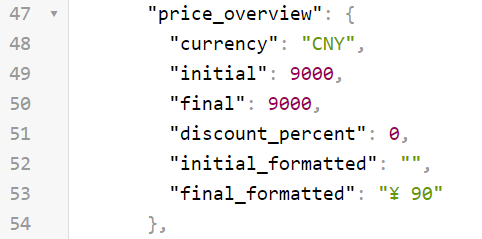 47 ▾ "price_overview": {
48 "currency": "CNY",
49 "initial": 9000,
50 "final": 9000,
51 "discount_percent": 0,
52 "initial_formatted": "",
53 "final_formatted": "¥ 90"
54 },